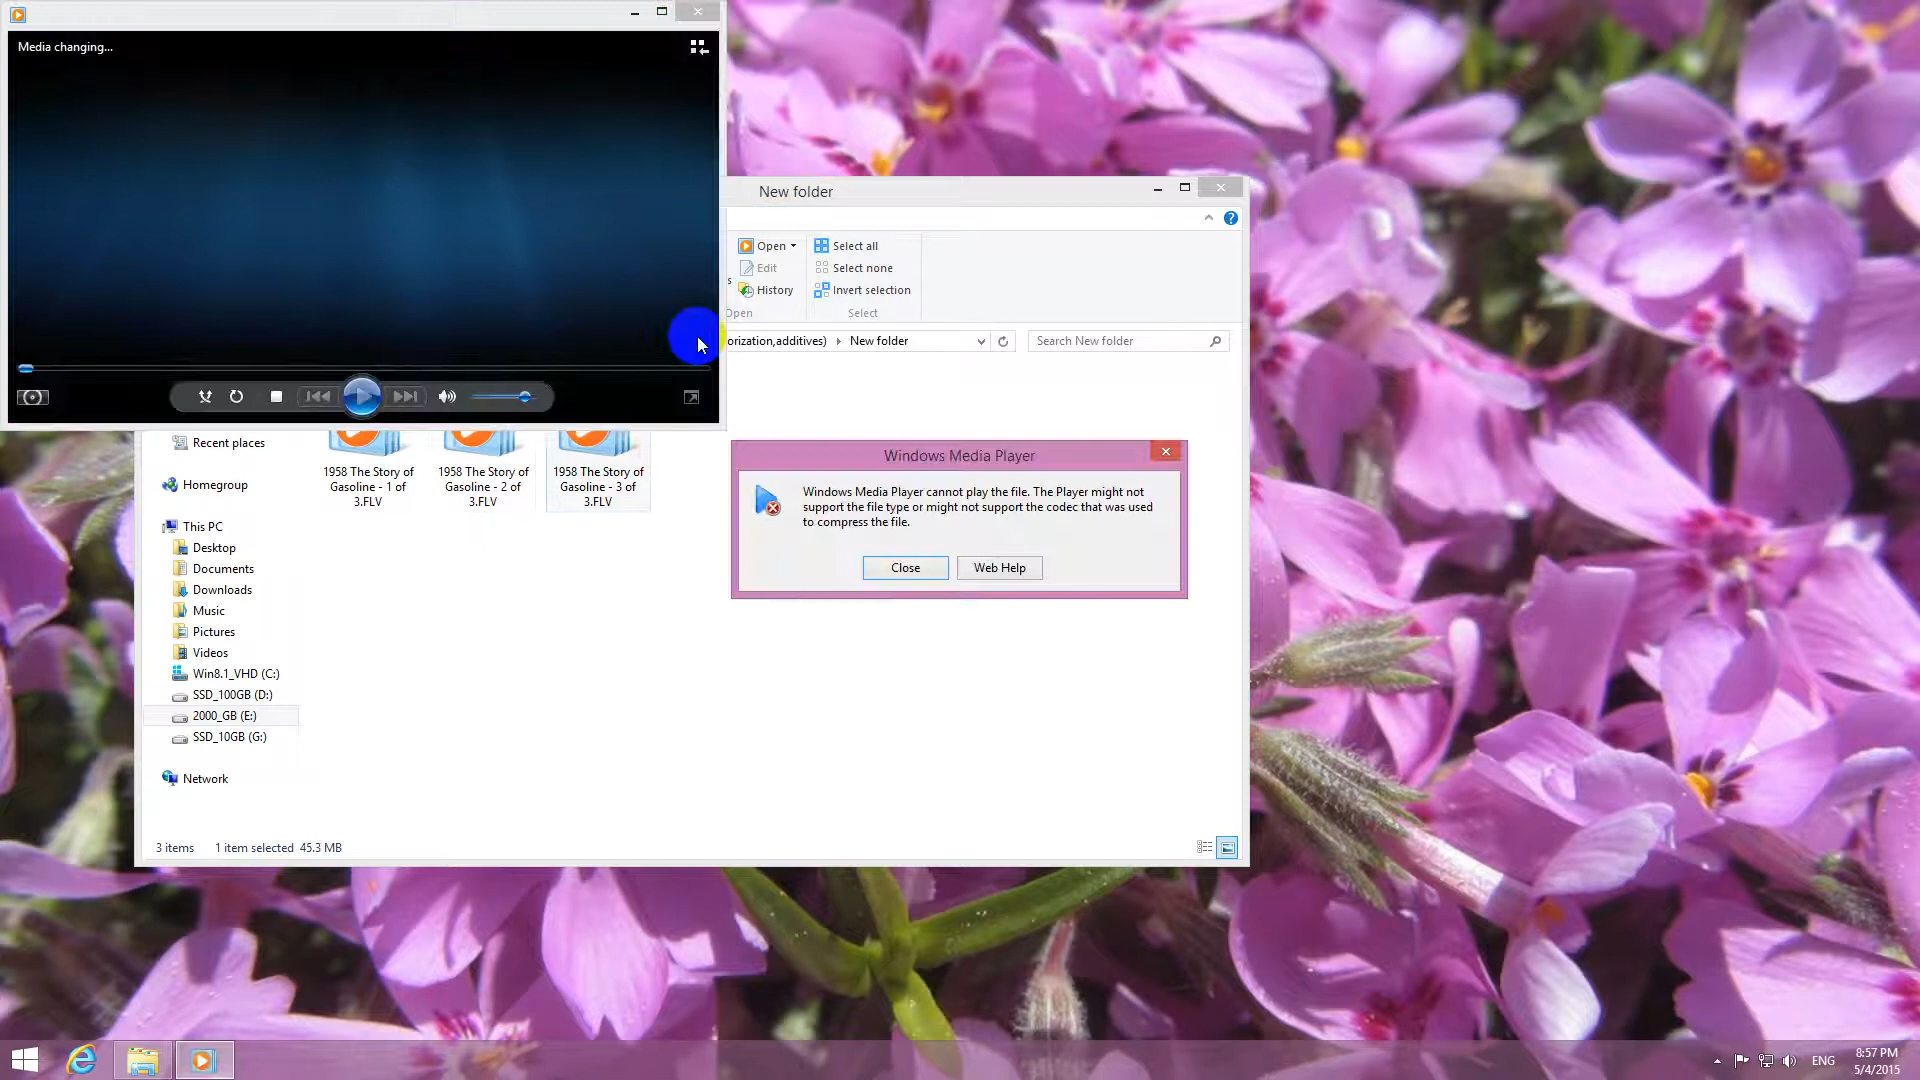 Media changing...
New folder
Open
Edit
History
Open
Select all
Select none
Invert selection
Select
orization,additives)
New folder
Search New folder
Recent places
Homegroup
This PC
Desktop
Documents
Downloads
Music
Pictures
Videos
Win8.1_VHD (C:)
SSD_100GB (D:)
2000_GB (E:)
SSD_10GB (G:)
Network
1958 The Story of
Gasoline - 1 of
3.FLV
1958 The Story of
Gasoline - 2 of
3.FLV
1958 The Story of
Gasoline - 3 of
3.FLV
Windows Media Player
Windows Media Player cannot play the file. The Player might not
support the file type or might not support the codec that was used
to compress the file.
Close
Web Help
3 items
1 item selected
45.3 MB
ENG
8:57 PM
5/4/2015